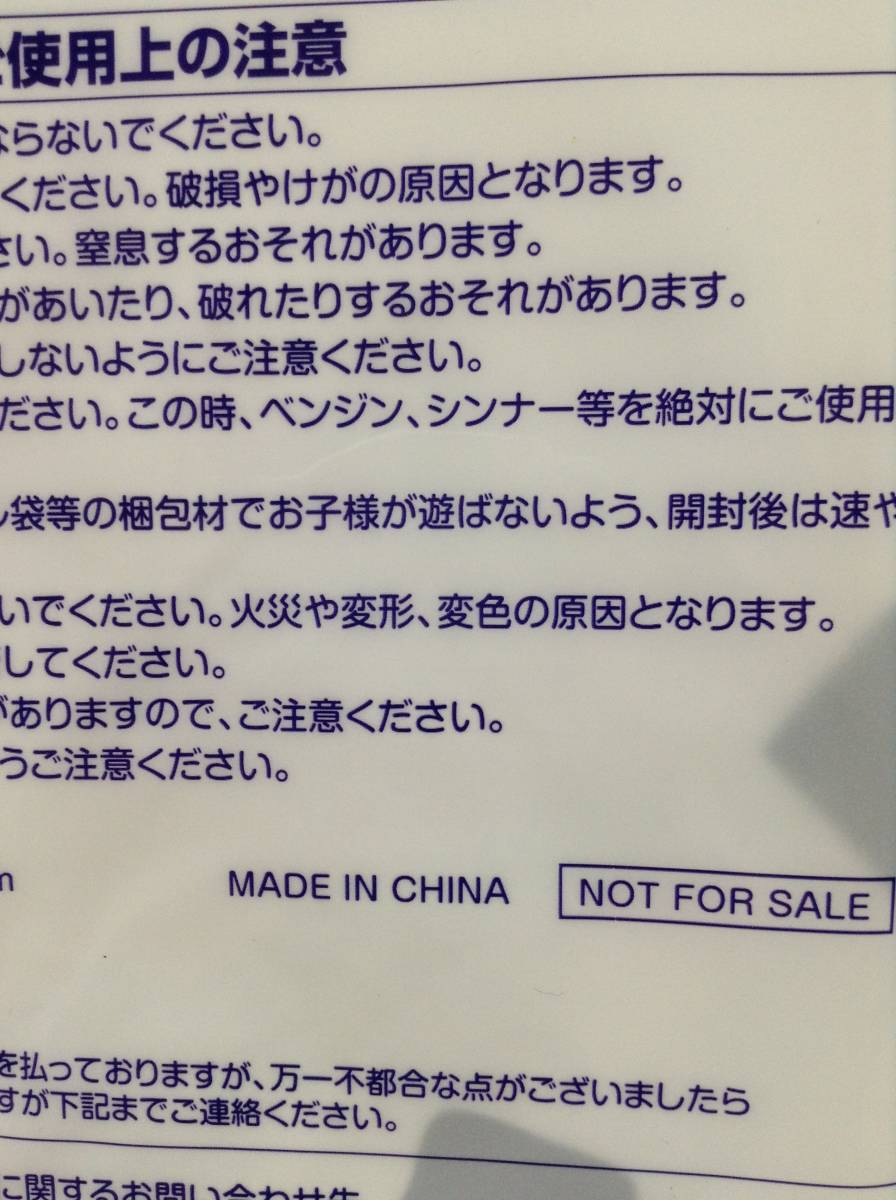 使用上の注意
ならないでください。
ください。破損やけがの原因となります。
さい。窒息するおそれがあります。
があいたり、破れたりするおそれがあります。
しないようにご注意ください。
ださい。この時、ベンジン、シンナー等を絶対にご使用
袋等の梱包材でお子様が遊ばないよう、開封後は速や
いでください。火災や変形、変色の原因となります。
してください。
がありますので、ご注意ください。
うご注意ください。
MADE IN CHINA
NOT FOR SALE
を払っておりますが、万一不都合な点がございましたら
すが下記までご連絡ください。
に関するお問い合わせ先